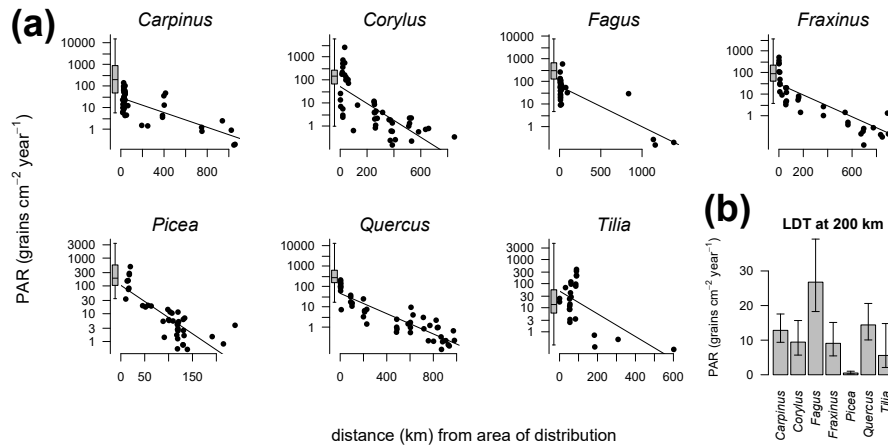 (a)
Carpinus
Corylus
Fagus
Fraxinus
10000
1000
100
10
1
0 400 800
1000
100
10
1
0 200 400 600 800
10000
1000
100
10
1
0 500 1000
1000
100
10
1
0 200 400 800
PAR (grains cm⁻² year⁻¹)
Picea
Quercus
Tilia
3000
1000
300
100
30
10
3
1
0 50 150
10000
1000
100
10
1
0 200 400 600 800
3000
1000
300
100
30
10
3
1
0 200 400 600
distance (km) from area of distribution
(b)
LDT at 200 km
PAR (grains cm⁻² year⁻¹)
30
20
10
0
Carpinus
Corylus
Fagus
Fraxinus
Picea
Quercus
Tilia